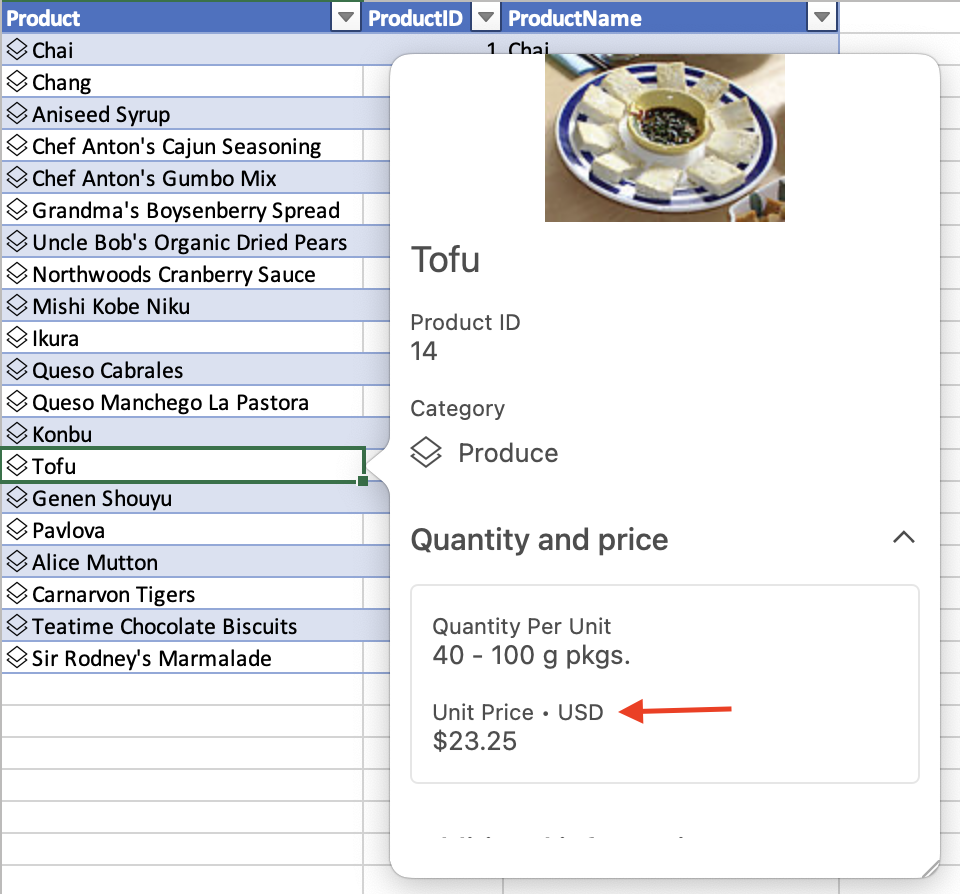 Product ProductID ProductName
Chai 1 Chai
Chang
Aniseed Syrup
Chef Anton's Cajun Seasoning
Chef Anton's Gumbo Mix
Grandma's Boysenberry Spread
Uncle Bob's Organic Dried Pears
Northwoods Cranberry Sauce
Mishi Kobe Niku
Ikura
Queso Cabrales
Queso Manchego La Pastora
Konbu
Tofu
Genen Shouyu
Pavlova
Alice Mutton
Carnarvon Tigers
Teatime Chocolate Biscuits
Sir Rodney's Marmalade
Tofu
Product ID
14
Category
Produce
Quantity and price
Quantity Per Unit
40 - 100 g pkgs.
Unit Price • USD
$23.25